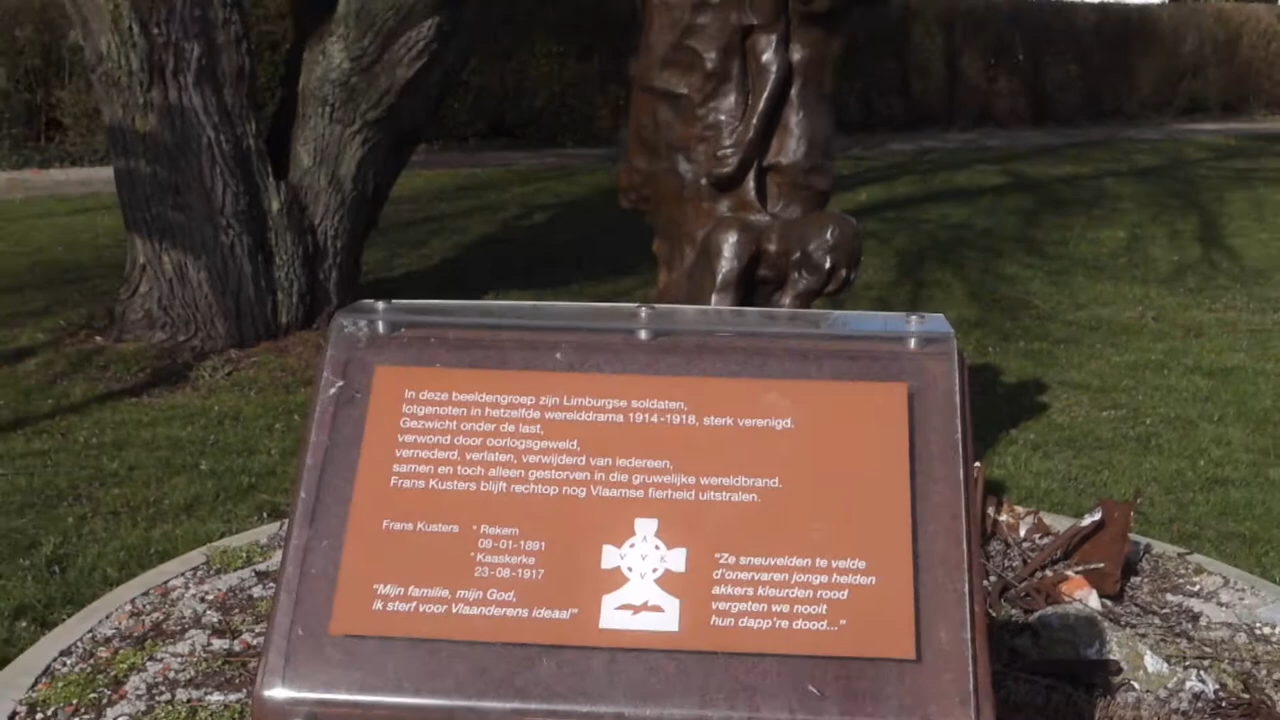 In deze beeldengroep zijn Limburgse soldaten,
lotgenoten in hetzelfde werelddrama 1914-1918, sterk verenigd.
Gezwicht onder de last,
verwond door oorlogsgeweld,
vernederd, verlaten, verwijderd van iedereen,
samen en toch alleen gestorven in die gruwelijke wereldbrand.
Frans Kusters blijft rechtop nog Vlaamse fierheid uitstralen.
Frans Kusters * Rekem
09-01-1891
* Kaaskerke
23-08-1917
"Mijn familie, mijn God,
ik sterf voor Vlaanderens ideaal"
A
V V K
V
"Ze sneuvelden te velde
d'onervaren jonge helden
akkers kleurden rood
vergeten we nooit
hun dapp're dood..."